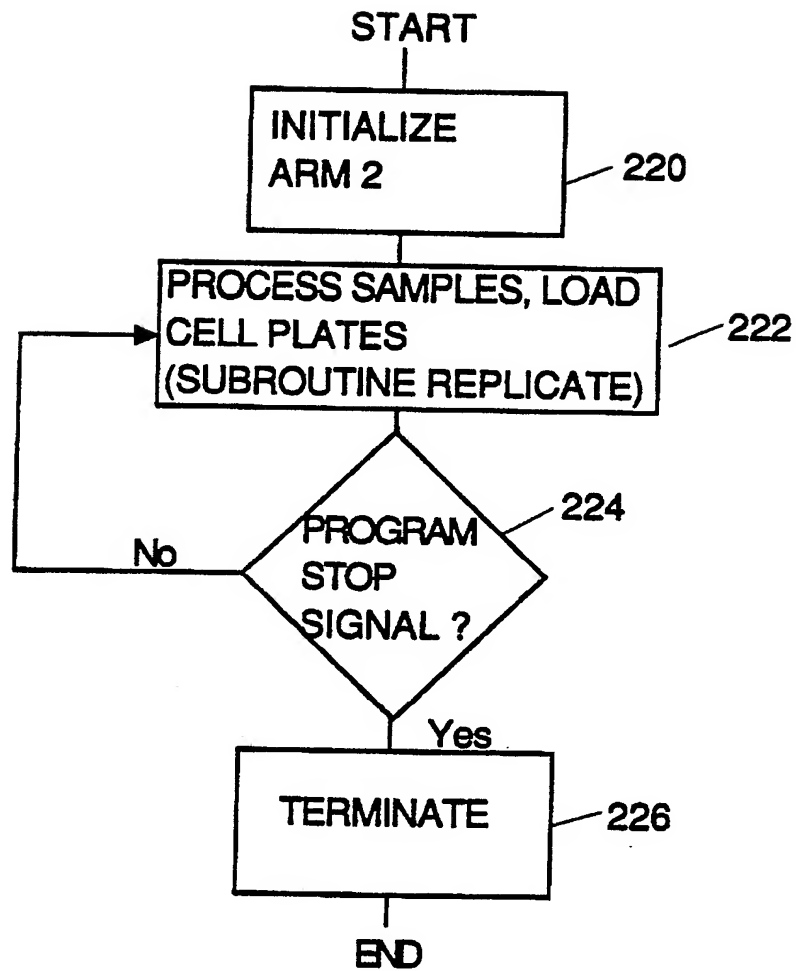 START
INITIALIZE
ARM 2
220
PROCESS SAMPLES, LOAD
CELL PLATES
(SUBROUTINE REPLICATE)
222
PROGRAM
STOP
SIGNAL ?
224
No
Yes
TERMINATE
226
END